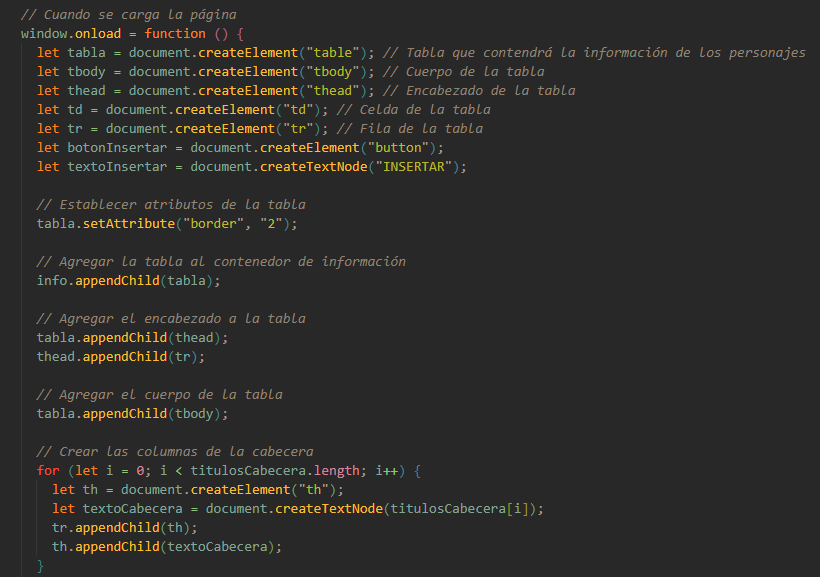 // Cuando se carga la página
window.onload = function () {
let tabla = document.createElement("table"); // Tabla que contendrá la información de los personajes
let tbody = document.createElement("tbody"); // Cuerpo de la tabla
let thead = document.createElement("thead"); // Encabezado de la tabla
let td = document.createElement("td"); // Celda de la tabla
let tr = document.createElement("tr"); // Fila de la tabla
let botonInsertar = document.createElement("button");
let textoInsertar = document.createTextNode("INSERTAR");
// Establecer atributos de la tabla
tabla.setAttribute("border", "2");
// Agregar la tabla al contenedor de información
info.appendChild(tabla);
// Agregar el encabezado a la tabla
tabla.appendChild(thead);
thead.appendChild(tr);
// Agregar el cuerpo de la tabla
tabla.appendChild(tbody);
// Crear las columnas de la cabecera
for (let i = 0; i < titulosCabecera.length; i++) {
let th = document.createElement("th");
let textoCabecera = document.createTextNode(titulosCabecera[i]);
tr.appendChild(th);
th.appendChild(textoCabecera);
}